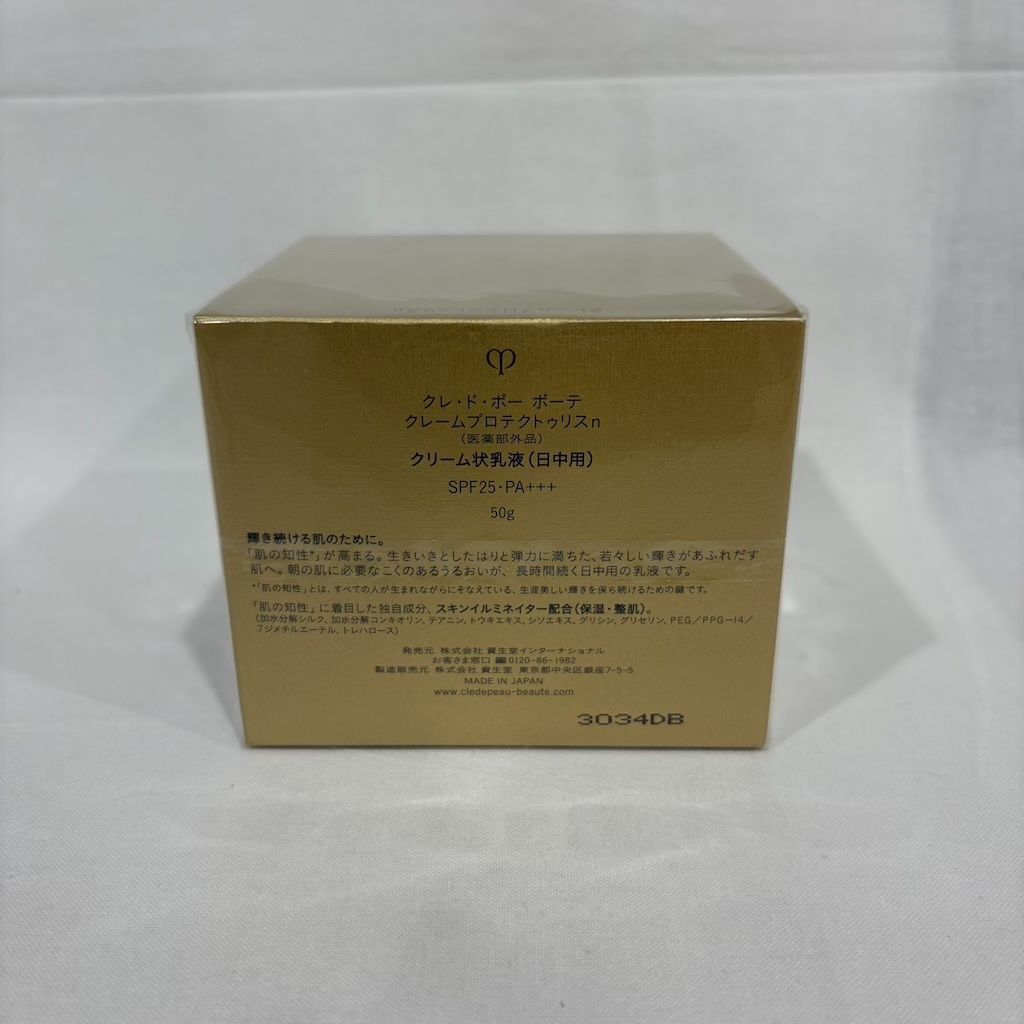 クレ・ド・ポー ボーテ
クレームプロテクトゥリスn
（医薬部外品）
クリーム状乳液（日中用）
SPF25・PA+++
50g
輝き続ける肌のために。
「肌の知性*」が高まる。生きいきとしたはりと弾力に満ちた、若々しい輝きがあふれだす
肌へ。朝の肌に必要なこくのあるうるおいが、長時間続く日中用の乳液です。
*「肌の知性」とは、すべての人が生まれながらにそなえている、生涯美しい輝きを保ち続けるための鍵です。
「肌の知性」に着目した独自成分、スキンイルミネイター配合（保湿・整肌）。
（加水分解シルク、加水分解コンキオリン、テアニン、トウキエキス、シソエキス、グリシン、グリセリン、PEG／PPG－14／
7ジメチルエーテル、トレハロース）
発売元 株式会社 資生堂インターナショナル
お客さま窓口 0120-86-1982
製造販売元 株式会社 資生堂 東京都中央区銀座7-5-5
MADE IN JAPAN
www.cledepeau-beaute.com
3034DB